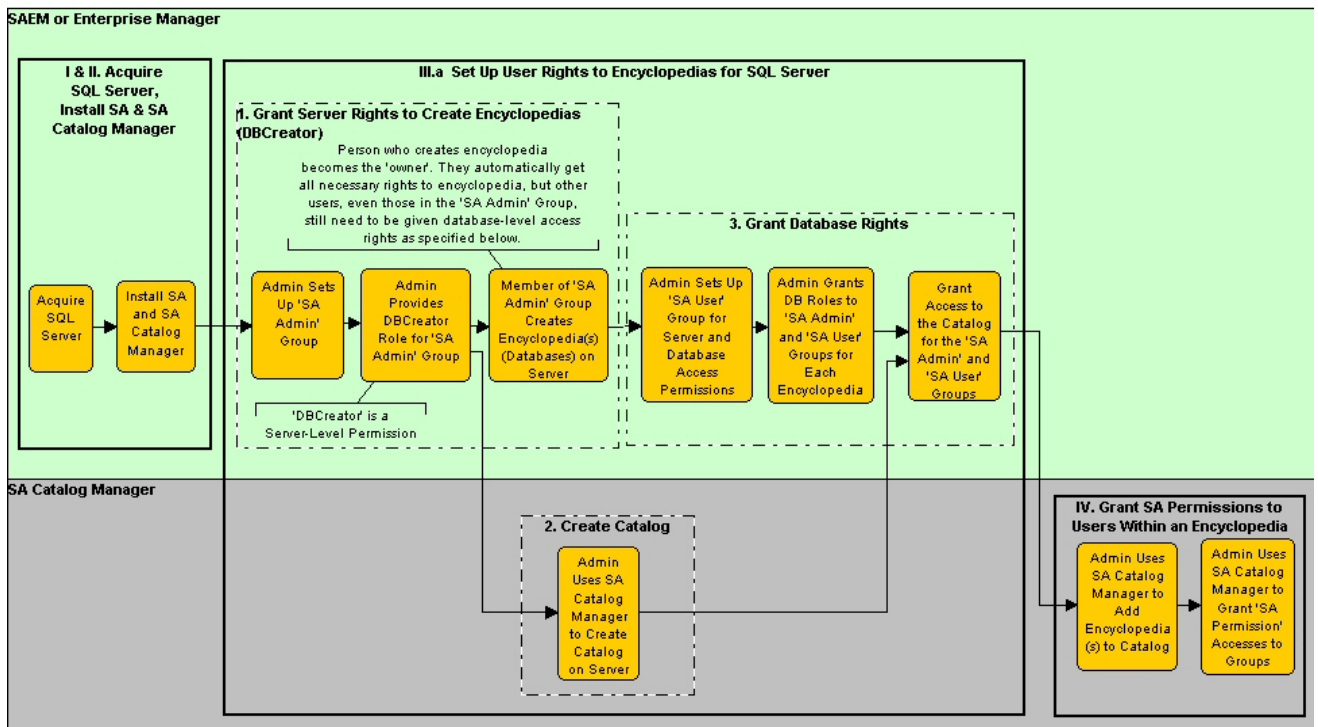 SAEM or Enterprise Manager
I & II. Acquire
SQL Server,
Install SA & SA
Catalog Manager
Acquire
SQL
Server
Install SA
and SA
Catalog
Manager
III.a Set Up User Rights to Encyclopedias for SQL Server
1. Grant Server Rights to Create Encyclopedias
(DBCreator)
Person who creates encyclopedia
becomes the 'owner'. They automatically get
all necessary rights to encyclopedia, but other
users, even those in the 'SA Admin' Group,
still need to be given database-level access
rights as specified below.
Admin Sets
Up 'SA
Admin'
Group
Admin
Provides
DBCreator
Role for 'SA
Admin' Group
Member of 'SA
Admin' Group
Creates
Encyclopedia(s)
(Databases) on
Server
'DBCreator' is a
Server-Level Permission
3. Grant Database Rights
Admin Sets Up
'SA User'
Group for
Server and
Database
Access
Permissions
Admin Grants
DB Roles to
'SA Admin'
and 'SA User'
Groups for
Each
Encyclopedia
Grant
Access to
the Catalog
for the 'SA
Admin' and
'SA User'
Groups
SA Catalog Manager
2. Create Catalog
Admin
Uses SA
Catalog
Manager
to Create
Catalog
on Server
IV. Grant SA Permissions to
Users Within an Encyclopedia
Admin Uses
SA Catalog
Manager to
Add
Encyclopedia
(s) to Catalog
Admin Uses
SA Catalog
Manager to
Grant 'SA
Permission'
Accesses to
Groups